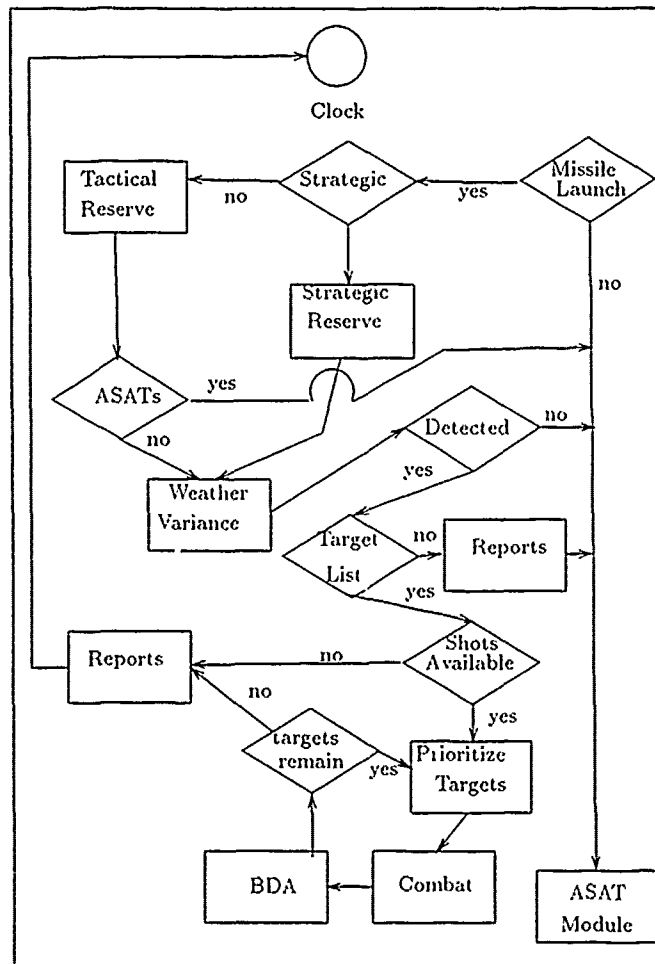 Clock
Tactical
Reserve
no
Strategic
yes
Missile
Launch
no
Strategic
Reserve
ASATs
yes
no
Detected
no
yes
Weather
Variance
Target
List
no
Reports
yes
Shots
Available
no
Reports
no
yes
targets
remain
yes
Prioritize
Targets
BDA
Combat
ASAT
Module